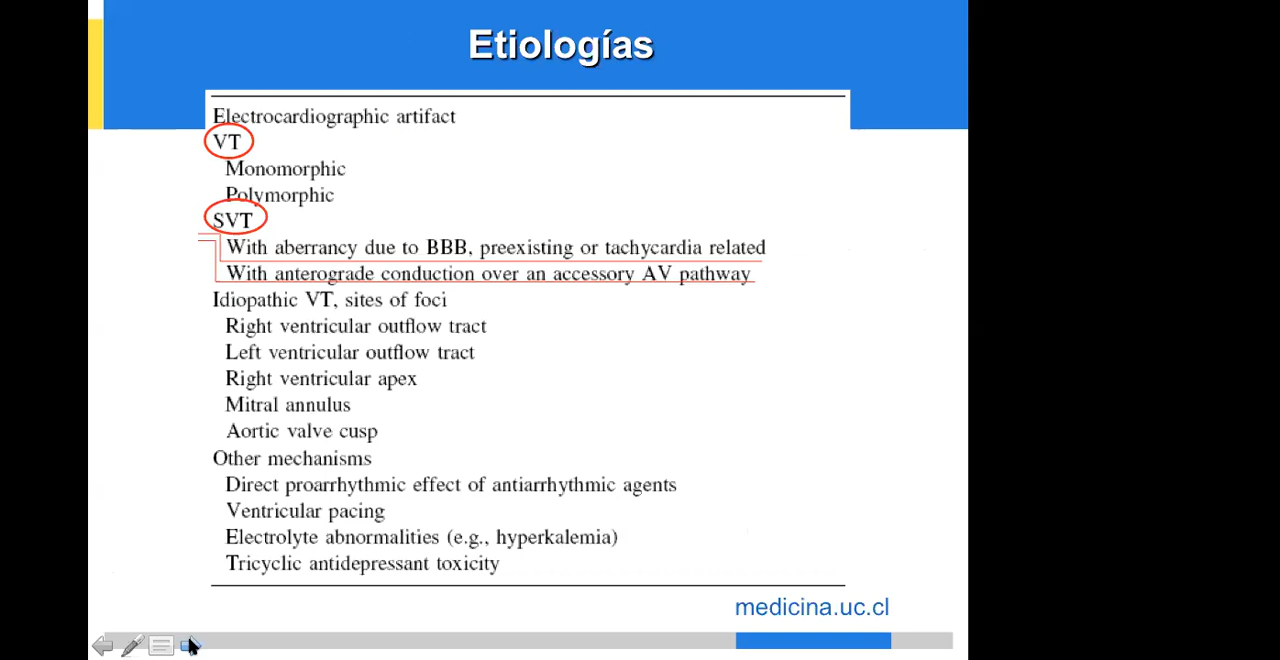 Etiologías
Electrocardiographic artifact
VT
Monomorphic
Polymorphic
SVT
With aberrancy due to BBB, preexisting or tachycardia related
With anterograde conduction over an accessory AV pathway
Idiopathic VT, sites of foci
Right ventricular outflow tract
Left ventricular outflow tract
Right ventricular apex
Mitral annulus
Aortic valve cusp
Other mechanisms
Direct proarrhythmic effect of antiarrhythmic agents
Ventricular pacing
Electrolyte abnormalities (e.g., hyperkalemia)
Tricyclic antidepressant toxicity
medicina.uc.cl